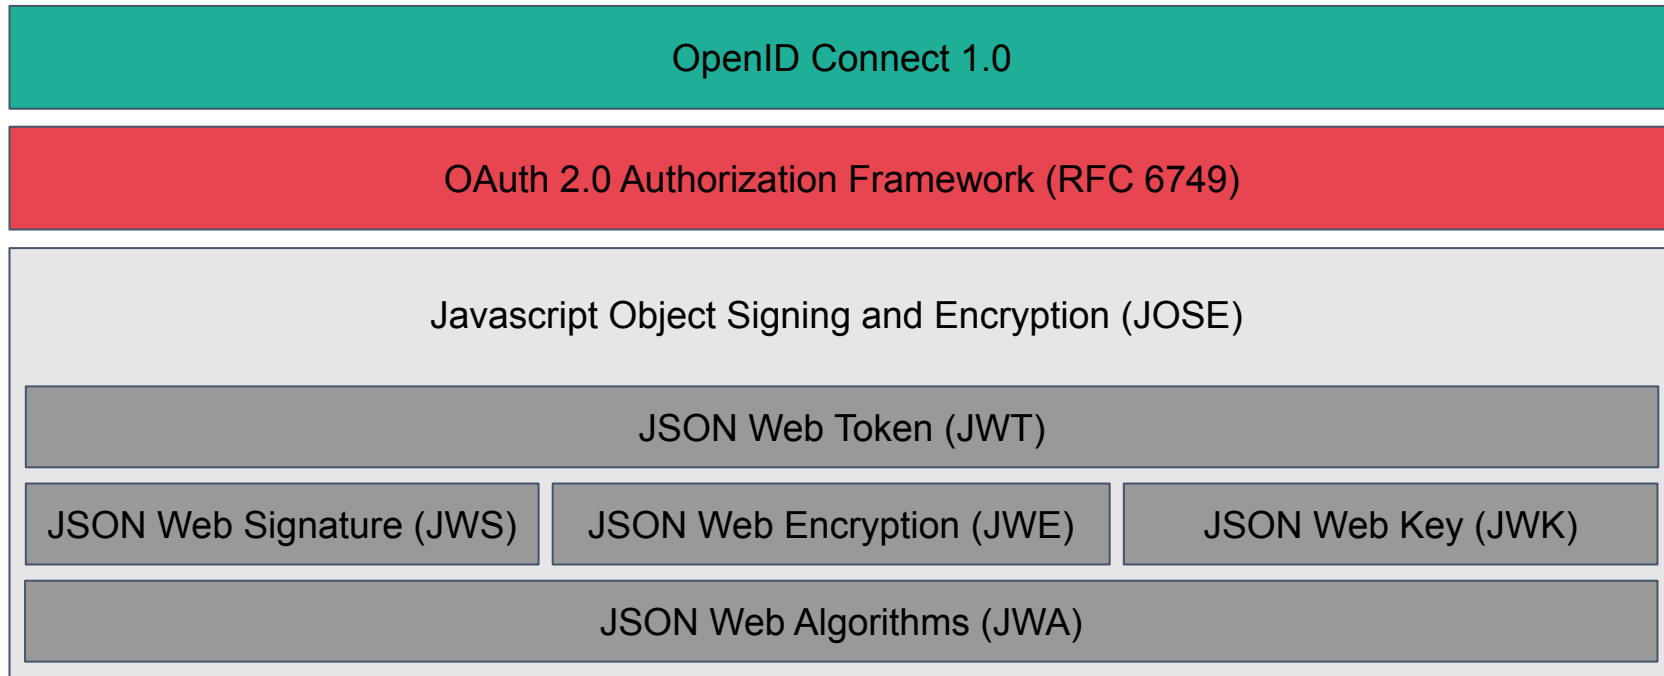 OpenID Connect 1.0
OAuth 2.0 Authorization Framework (RFC 6749)
Javascript Object Signing and Encryption (JOSE)
JSON Web Token (JWT)
JSON Web Signature (JWS)
JSON Web Encryption (JWE)
JSON Web Key (JWK)
JSON Web Algorithms (JWA)